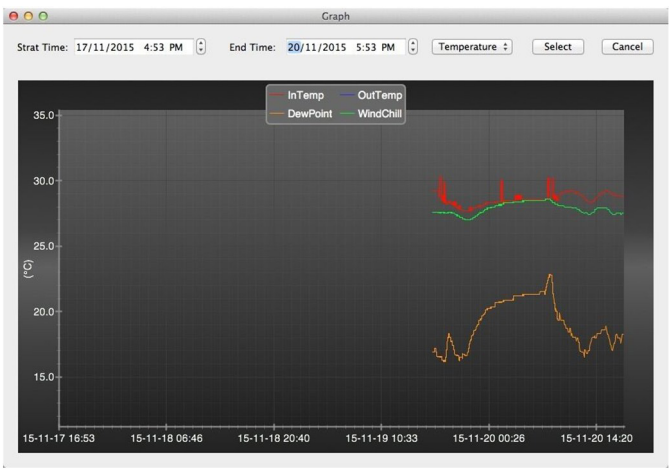 Graph
Strat Time: 17/11/2015 4:53 PM End Time: 20/11/2015 5:53 PM Temperature Select Cancel
InTemp OutTemp
DewPoint WindChill
35.0
30.0
25.0
(°C)
20.0
15.0
15-11-17 16:53 15-11-18 06:46 15-11-18 20:40 15-11-19 10:33 15-11-20 00:26 15-11-20 14:20